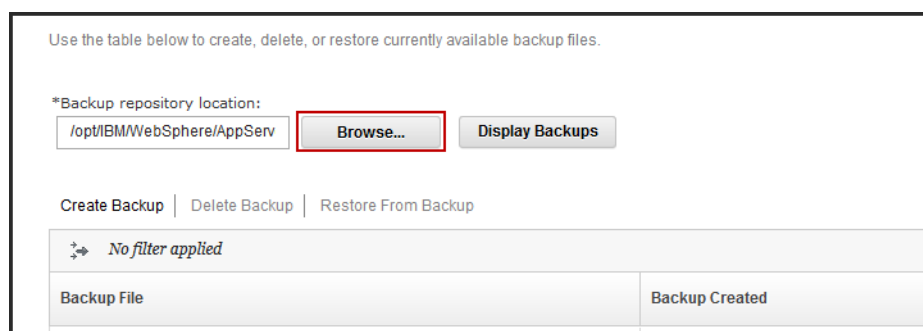 Use the table below to create, delete, or restore currently available backup files.
*Backup repository location:
/opt/IBM/WebSphere/AppServ Browse... Display Backups
Create Backup | Delete Backup | Restore From Backup
No filter applied
Backup File Backup Created